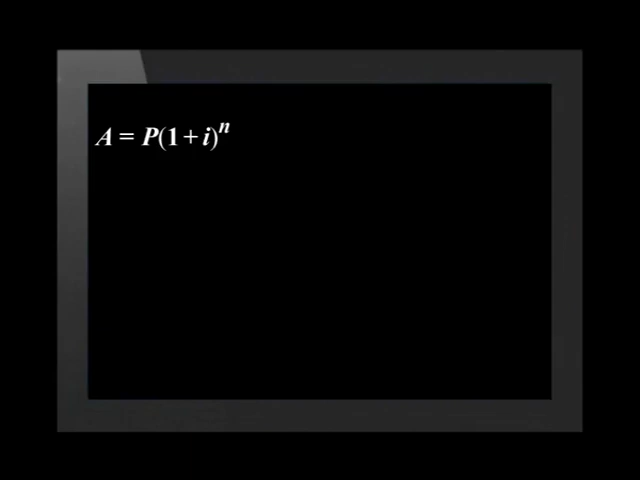 A = P(1 + i)ⁿ